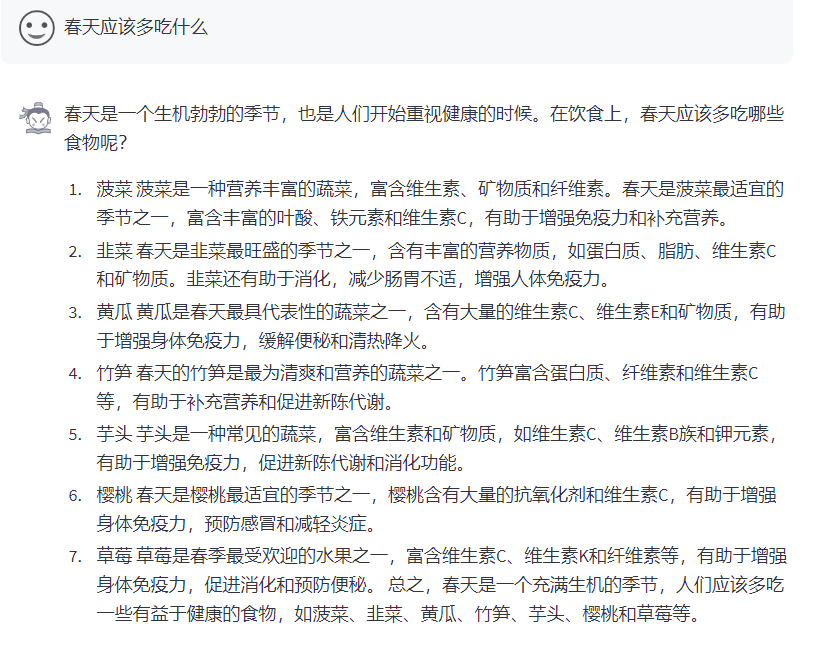 春天应该多吃什么
春天是一个生机勃勃的季节，也是人们开始重视健康的时候。在饮食上，春天应该多吃哪些
食物呢？
1. 菠菜 菠菜是一种营养丰富的蔬菜，富含维生素、矿物质和纤维素。春天是菠菜最适宜的
季节之一，富含丰富的叶酸、铁元素和维生素C，有助于增强免疫力和补充营养。
2. 韭菜 春天是韭菜最旺盛的季节之一，含有丰富的营养物质，如蛋白质、脂肪、维生素C
和矿物质。韭菜还有助于消化，减少肠胃不适，增强人体免疫力。
3. 黄瓜 黄瓜是春天最具代表性的蔬菜之一，含有大量的维生素C、维生素E和矿物质，有助
于增强身体免疫力，缓解便秘和清热降火。
4. 竹笋 春天的竹笋是最为清爽和营养的蔬菜之一。竹笋富含蛋白质、纤维素和维生素C
等，有助于补充营养和促进新陈代谢。
5. 芋头 芋头是一种常见的蔬菜，富含维生素和矿物质，如维生素C、维生素B族和钾元素，
有助于增强免疫力，促进新陈代谢和消化功能。
6. 樱桃 春天是樱桃最适宜的季节之一，樱桃含有大量的抗氧化剂和维生素C，有助于增强
身体免疫力，预防感冒和减轻炎症。
7. 草莓 草莓是春季最受欢迎的水果之一，富含维生素C、维生素K和纤维素等，有助于增强
身体免疫力，促进消化和预防便秘。 总之，春天是一个充满生机的季节，人们应该多吃
一些有益于健康的食物，如菠菜、韭菜、黄瓜、竹笋、芋头、樱桃和草莓等。